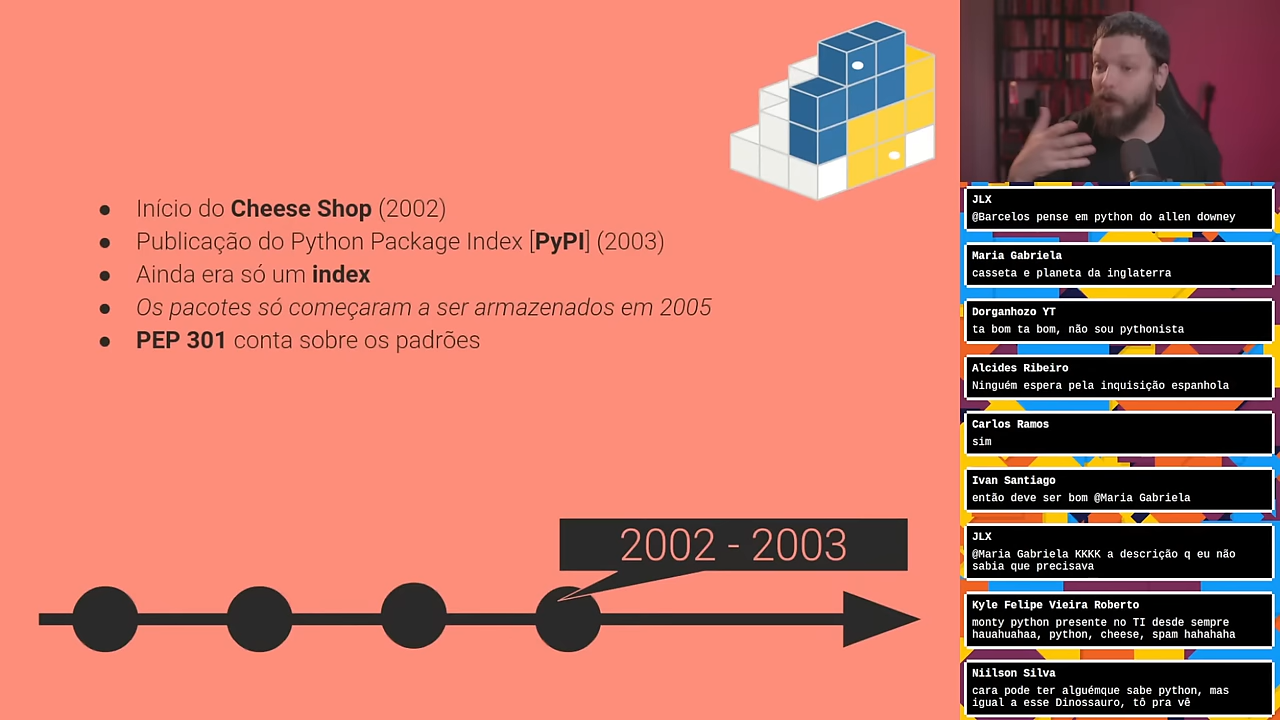 Início do Cheese Shop (2002)
Publicação do Python Package Index [PyPI] (2003)
Ainda era só um index
Os pacotes só começaram a ser armazenados em 2005
PEP 301 conta sobre os padrões
2002 - 2003
JLX
@Barcelos pense em python do allen downey
Maria Gabriela
casseta e planeta da inglaterra
Dorganhozo YT
ta bom ta bom, não sou pythonista
Alcides Ribeiro
Ninguém espera pela inquisição espanhola
Carlos Ramos
sim
Ivan Santiago
então deve ser bom @Maria Gabriela
JLX
@Maria Gabriela KKKK a descrição q eu não
sabia que precisava
Kyle Felipe Vieira Roberto
monty python presente no TI desde sempre
hauahuahaa, python, cheese, spam hahahaha
Niilson Silva
cara pode ter alguémque sabe python, mas
igual a esse Dinossauro, tô pra vê